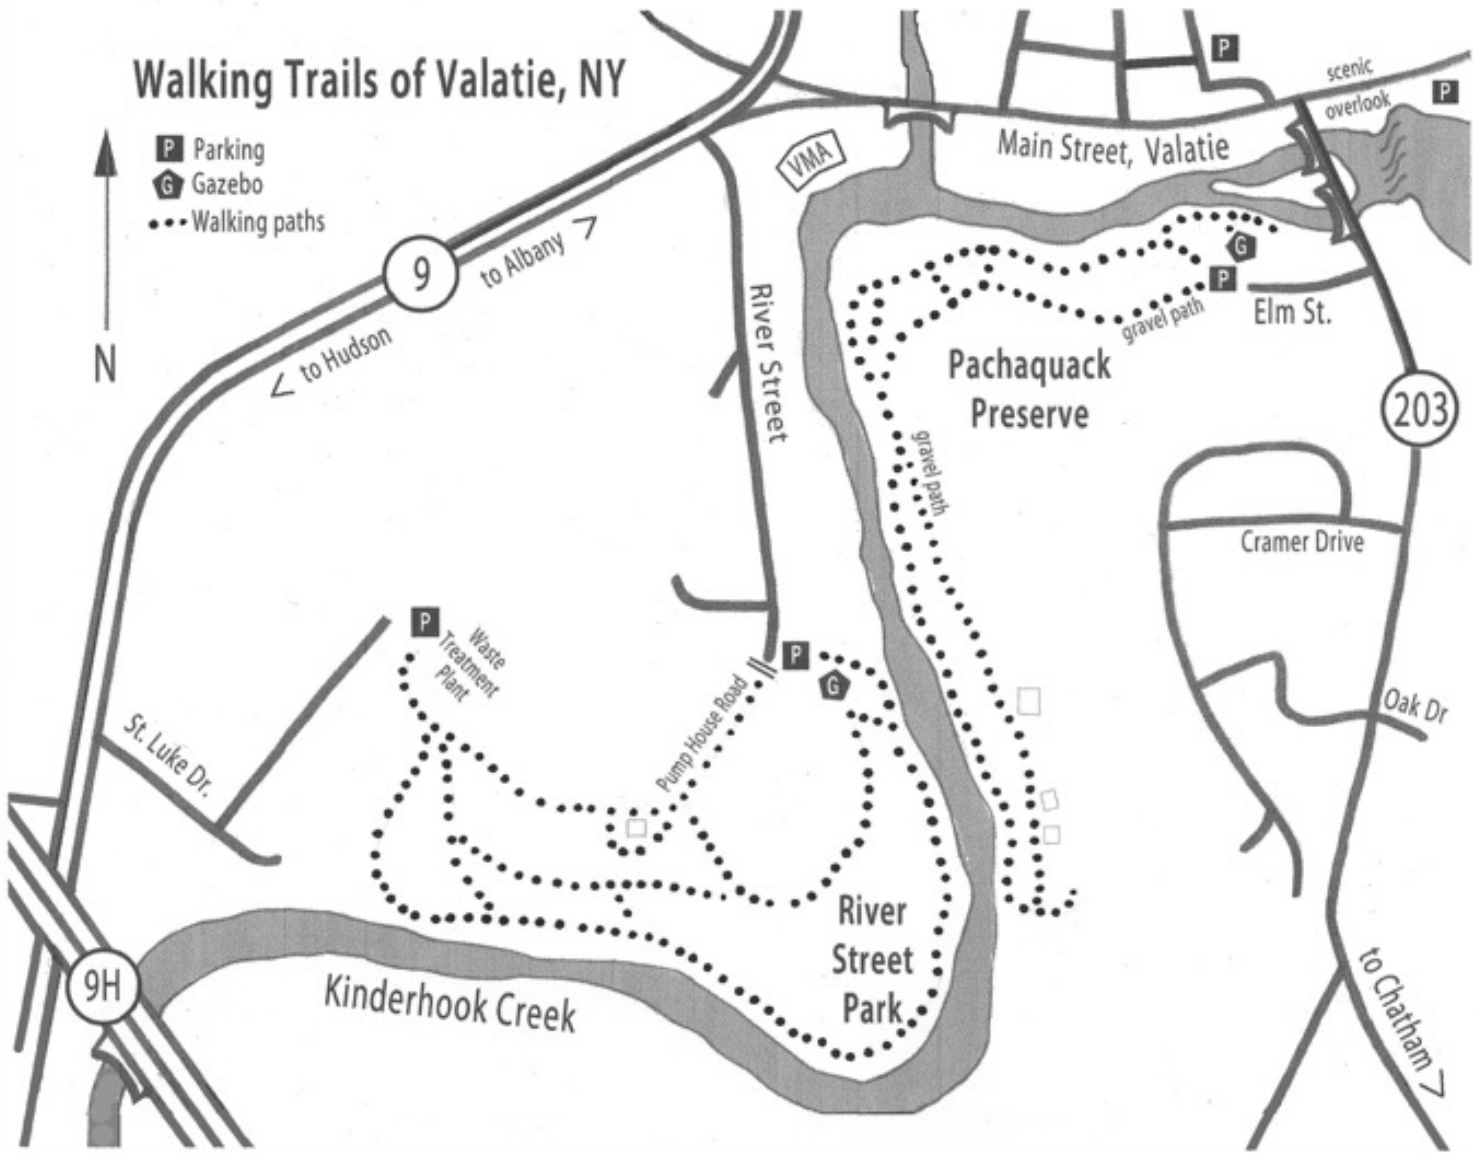 Walking Trails of Valatie, NY
P Parking
G Gazebo
Walking paths
N
9
to Albany >
< to Hudson
VMA
P
scenic
overlook
P
Main Street, Valatie
G
P
Elm St.
gravel path
Pachaquack
Preserve
River Street
203
gravel path
Cramer Drive
P
Waste
Treatment
Plant
P
G
Pump House Road
St. Luke Dr.
Oak Dr
River
Street
Park
9H
Kinderhook Creek
to Chatham >